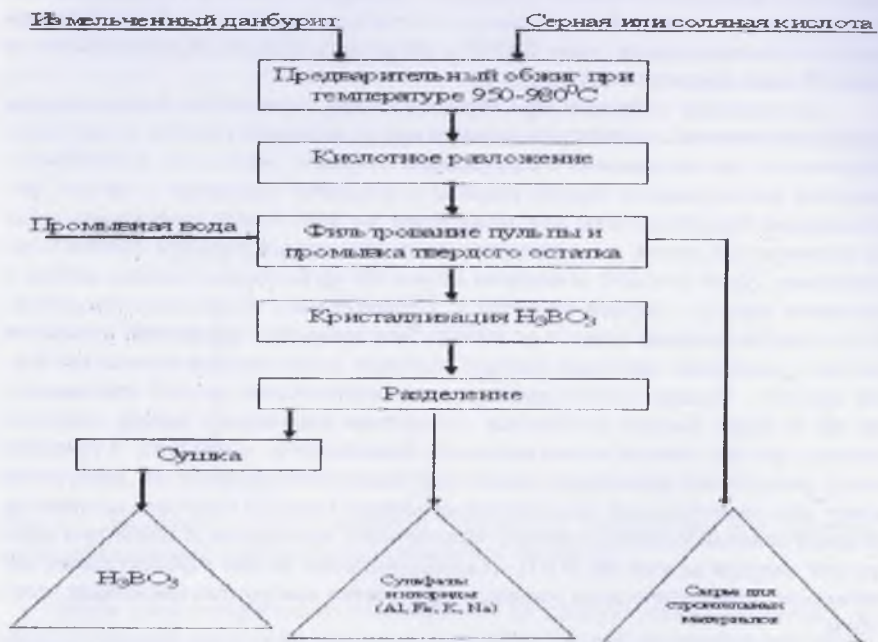 Измельченный данбурит
Серная или соляная кислота
Предварительный обжиг при
температуре 950-980⁰С
Кислотное разложение
Промывная вода
Фильтрование пульпы и
промывка твердого остатка
Кристаллизация H₃BO₃
Разделение
Сушка
H₃BO₃
Сульфаты
и хлориды
(Al, Fe, K, Na)
Сырье для
строительных
материалов